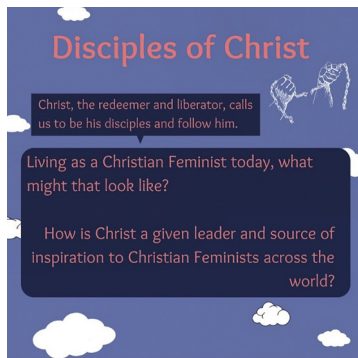 Disciples of Christ
Christ, the redeemer and liberator, calls
us to be his disciples and follow him.
Living as a Christian Feminist today, what
might that look like?
How is Christ a given leader and source of
inspiration to Christian Feminists across the
world?